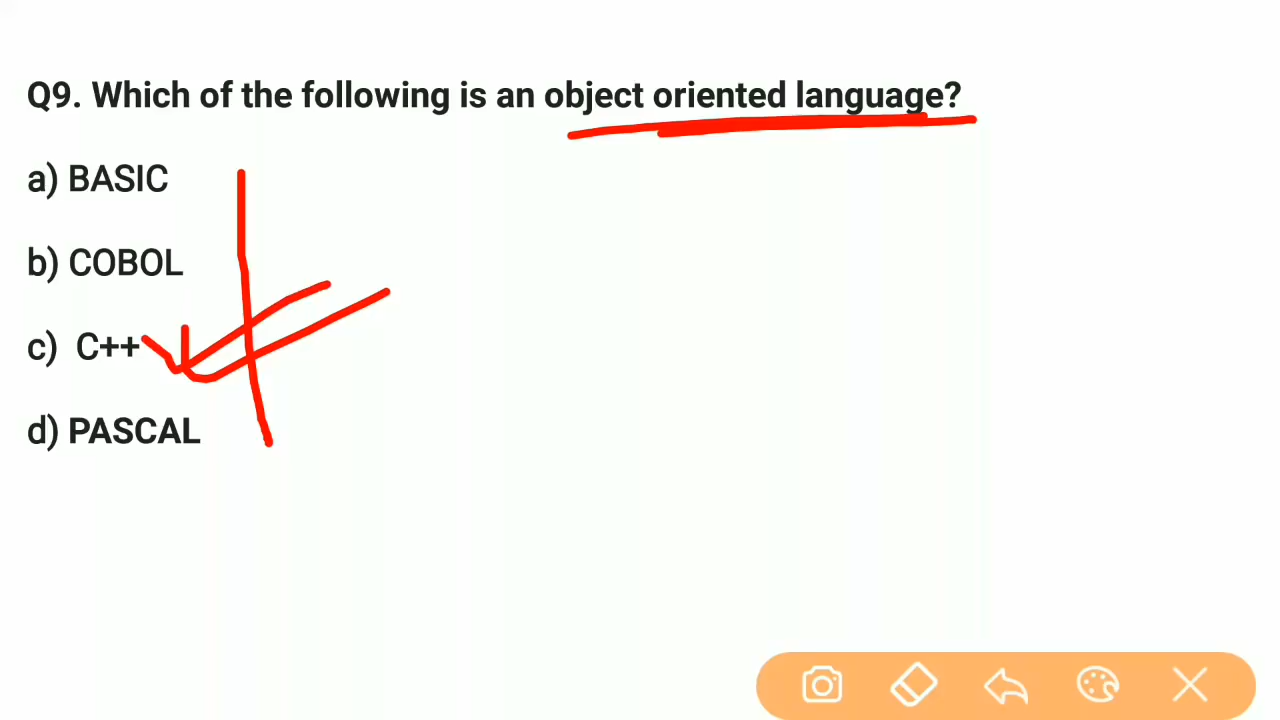 Q9. Which of the following is an object oriented language?
a) BASIC
b) COBOL
c) C++
d) PASCAL